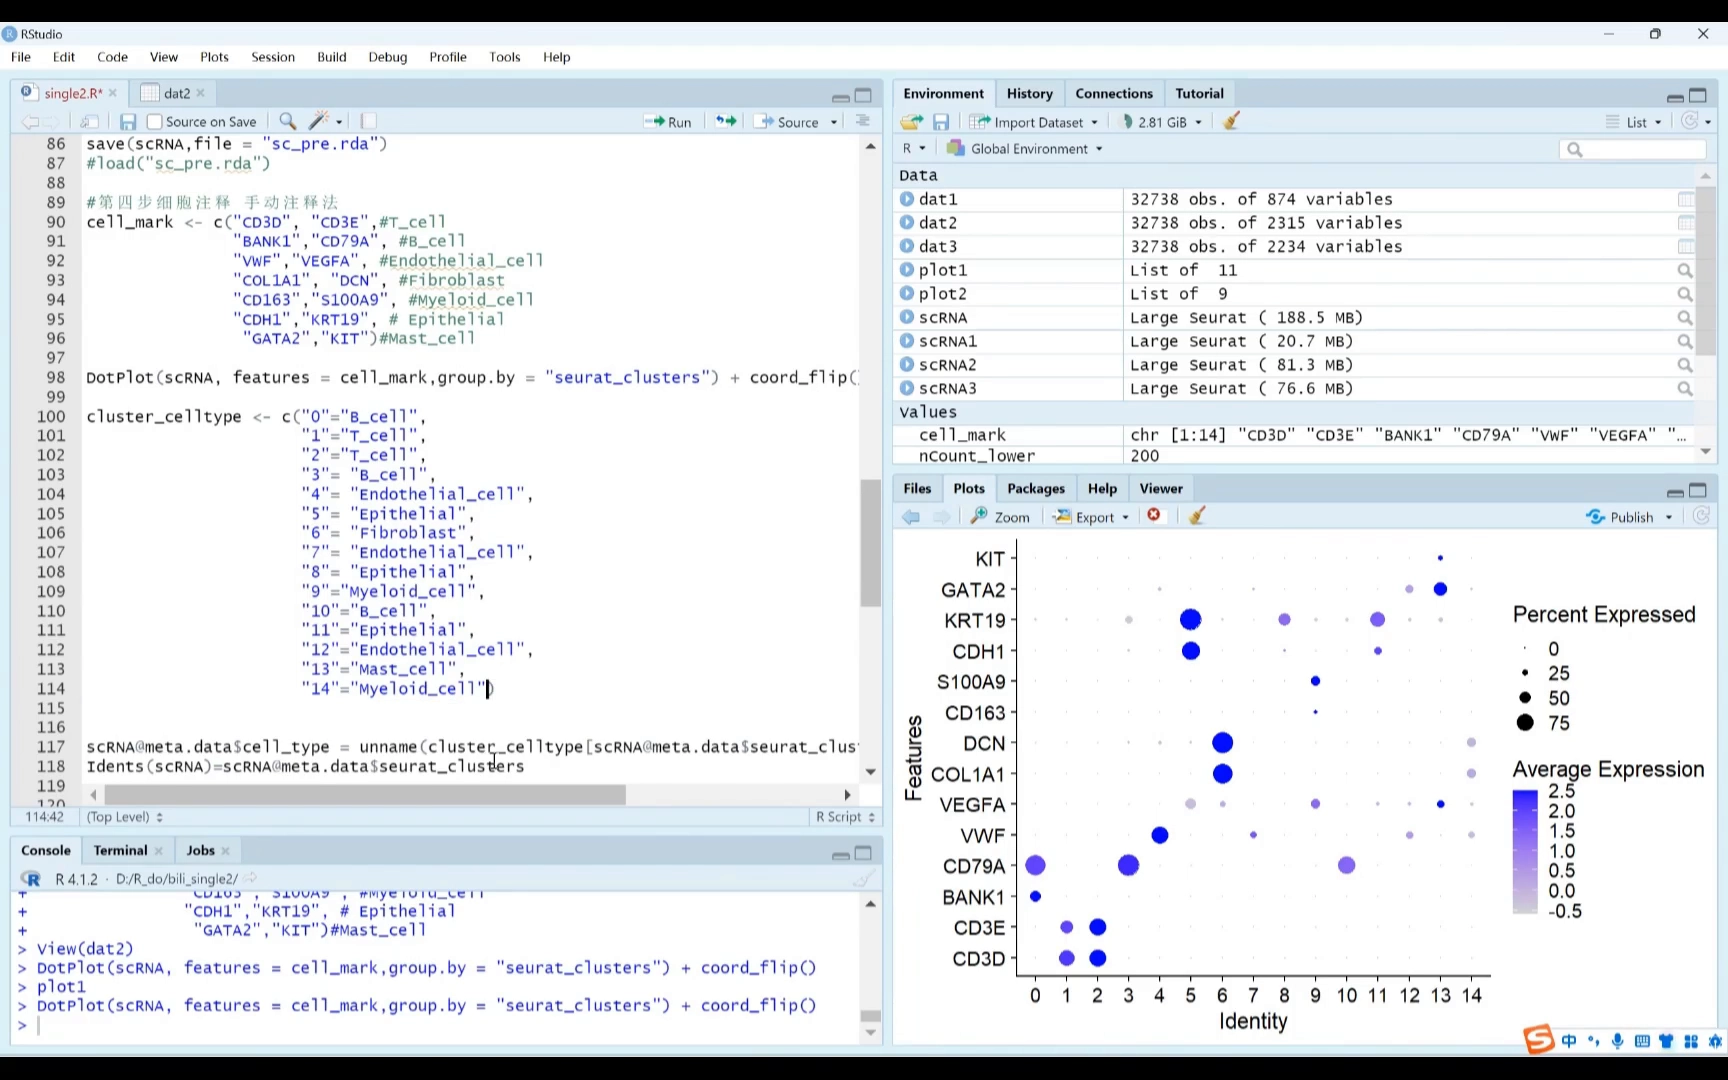 RStudio
File Edit Code View Plots Session Build Debug Profile Tools Help
single2.R* dat2
Source on Save Run Source
86 save(scRNA,file = "sc_pre.rda")
87 #load("sc_pre.rda")
88
89 #第四步细胞注释 手动注释法
90 cell_mark <- c("CD3D", "CD3E",#T_cell
91 "BANK1","CD79A", #B_cell
92 "VWF","VEGFA", #Endothelial_cell
93 "COL1A1", "DCN", #Fibroblast
94 "CD163","S100A9", #Myeloid_cell
95 "CDH1","KRT19", # Epithelial
96 "GATA2","KIT")#Mast_cell
97
98 DotPlot(scRNA, features = cell_mark,group.by = "seurat_clusters") + coord_flip(
99
100 cluster_celltype <- c("0"="B_cell",
101 "1"="T_cell",
102 "2"="T_cell",
103 "3"= "B_cell",
104 "4"= "Endothelial_cell",
105 "5"= "Epithelial",
106 "6"= "Fibroblast",
107 "7"= "Endothelial_cell",
108 "8"= "Epithelial",
109 "9"="Myeloid_cell",
110 "10"="B_cell",
111 "11"="Epithelial",
112 "12"="Endothelial_cell",
113 "13"="Mast_cell",
114 "14"="Myeloid_cell")
115
116
117 scRNA@meta.data$cell_type = unname(cluster_celltype[scRNA@meta.data$seurat_clus
118 Idents(scRNA)=scRNA@meta.data$seurat_clusters
119
120
114:42 (Top Level) R Script
Console Terminal Jobs
R 4.1.2 · D:/R_do/bili_single2/
+ "CD163","S100A9", #Myeloid_cell
+ "CDH1","KRT19", # Epithelial
+ "GATA2","KIT")#Mast_cell
> View(dat2)
> DotPlot(scRNA, features = cell_mark,group.by = "seurat_clusters") + coord_flip()
> plot1
> DotPlot(scRNA, features = cell_mark,group.by = "seurat_clusters") + coord_flip()
>
Environment History Connections Tutorial
Import Dataset 2.81 GiB List
R Global Environment
Data
dat1 32738 obs. of 874 variables
dat2 32738 obs. of 2315 variables
dat3 32738 obs. of 2234 variables
plot1 List of 11
plot2 List of 9
scRNA Large Seurat ( 188.5 MB)
scRNA1 Large Seurat ( 20.7 MB)
scRNA2 Large Seurat ( 81.3 MB)
scRNA3 Large Seurat ( 76.6 MB)
Values
cell_mark chr [1:14] "CD3D" "CD3E" "BANK1" "CD79A" "VWF" "VEGFA" "…
nCount_lower 200
Files Plots Packages Help Viewer
Zoom Export Publish
KIT
GATA2
KRT19
CDH1
S100A9
CD163
DCN
COL1A1
VEGFA
VWF
CD79A
BANK1
CD3E
CD3D
Features
0 1 2 3 4 5 6 7 8 9 10 11 12 13 14
Identity
Percent Expressed
0
25
50
75
Average Expression
2.5
2.0
1.5
1.0
0.5
0.0
-0.5
S 中